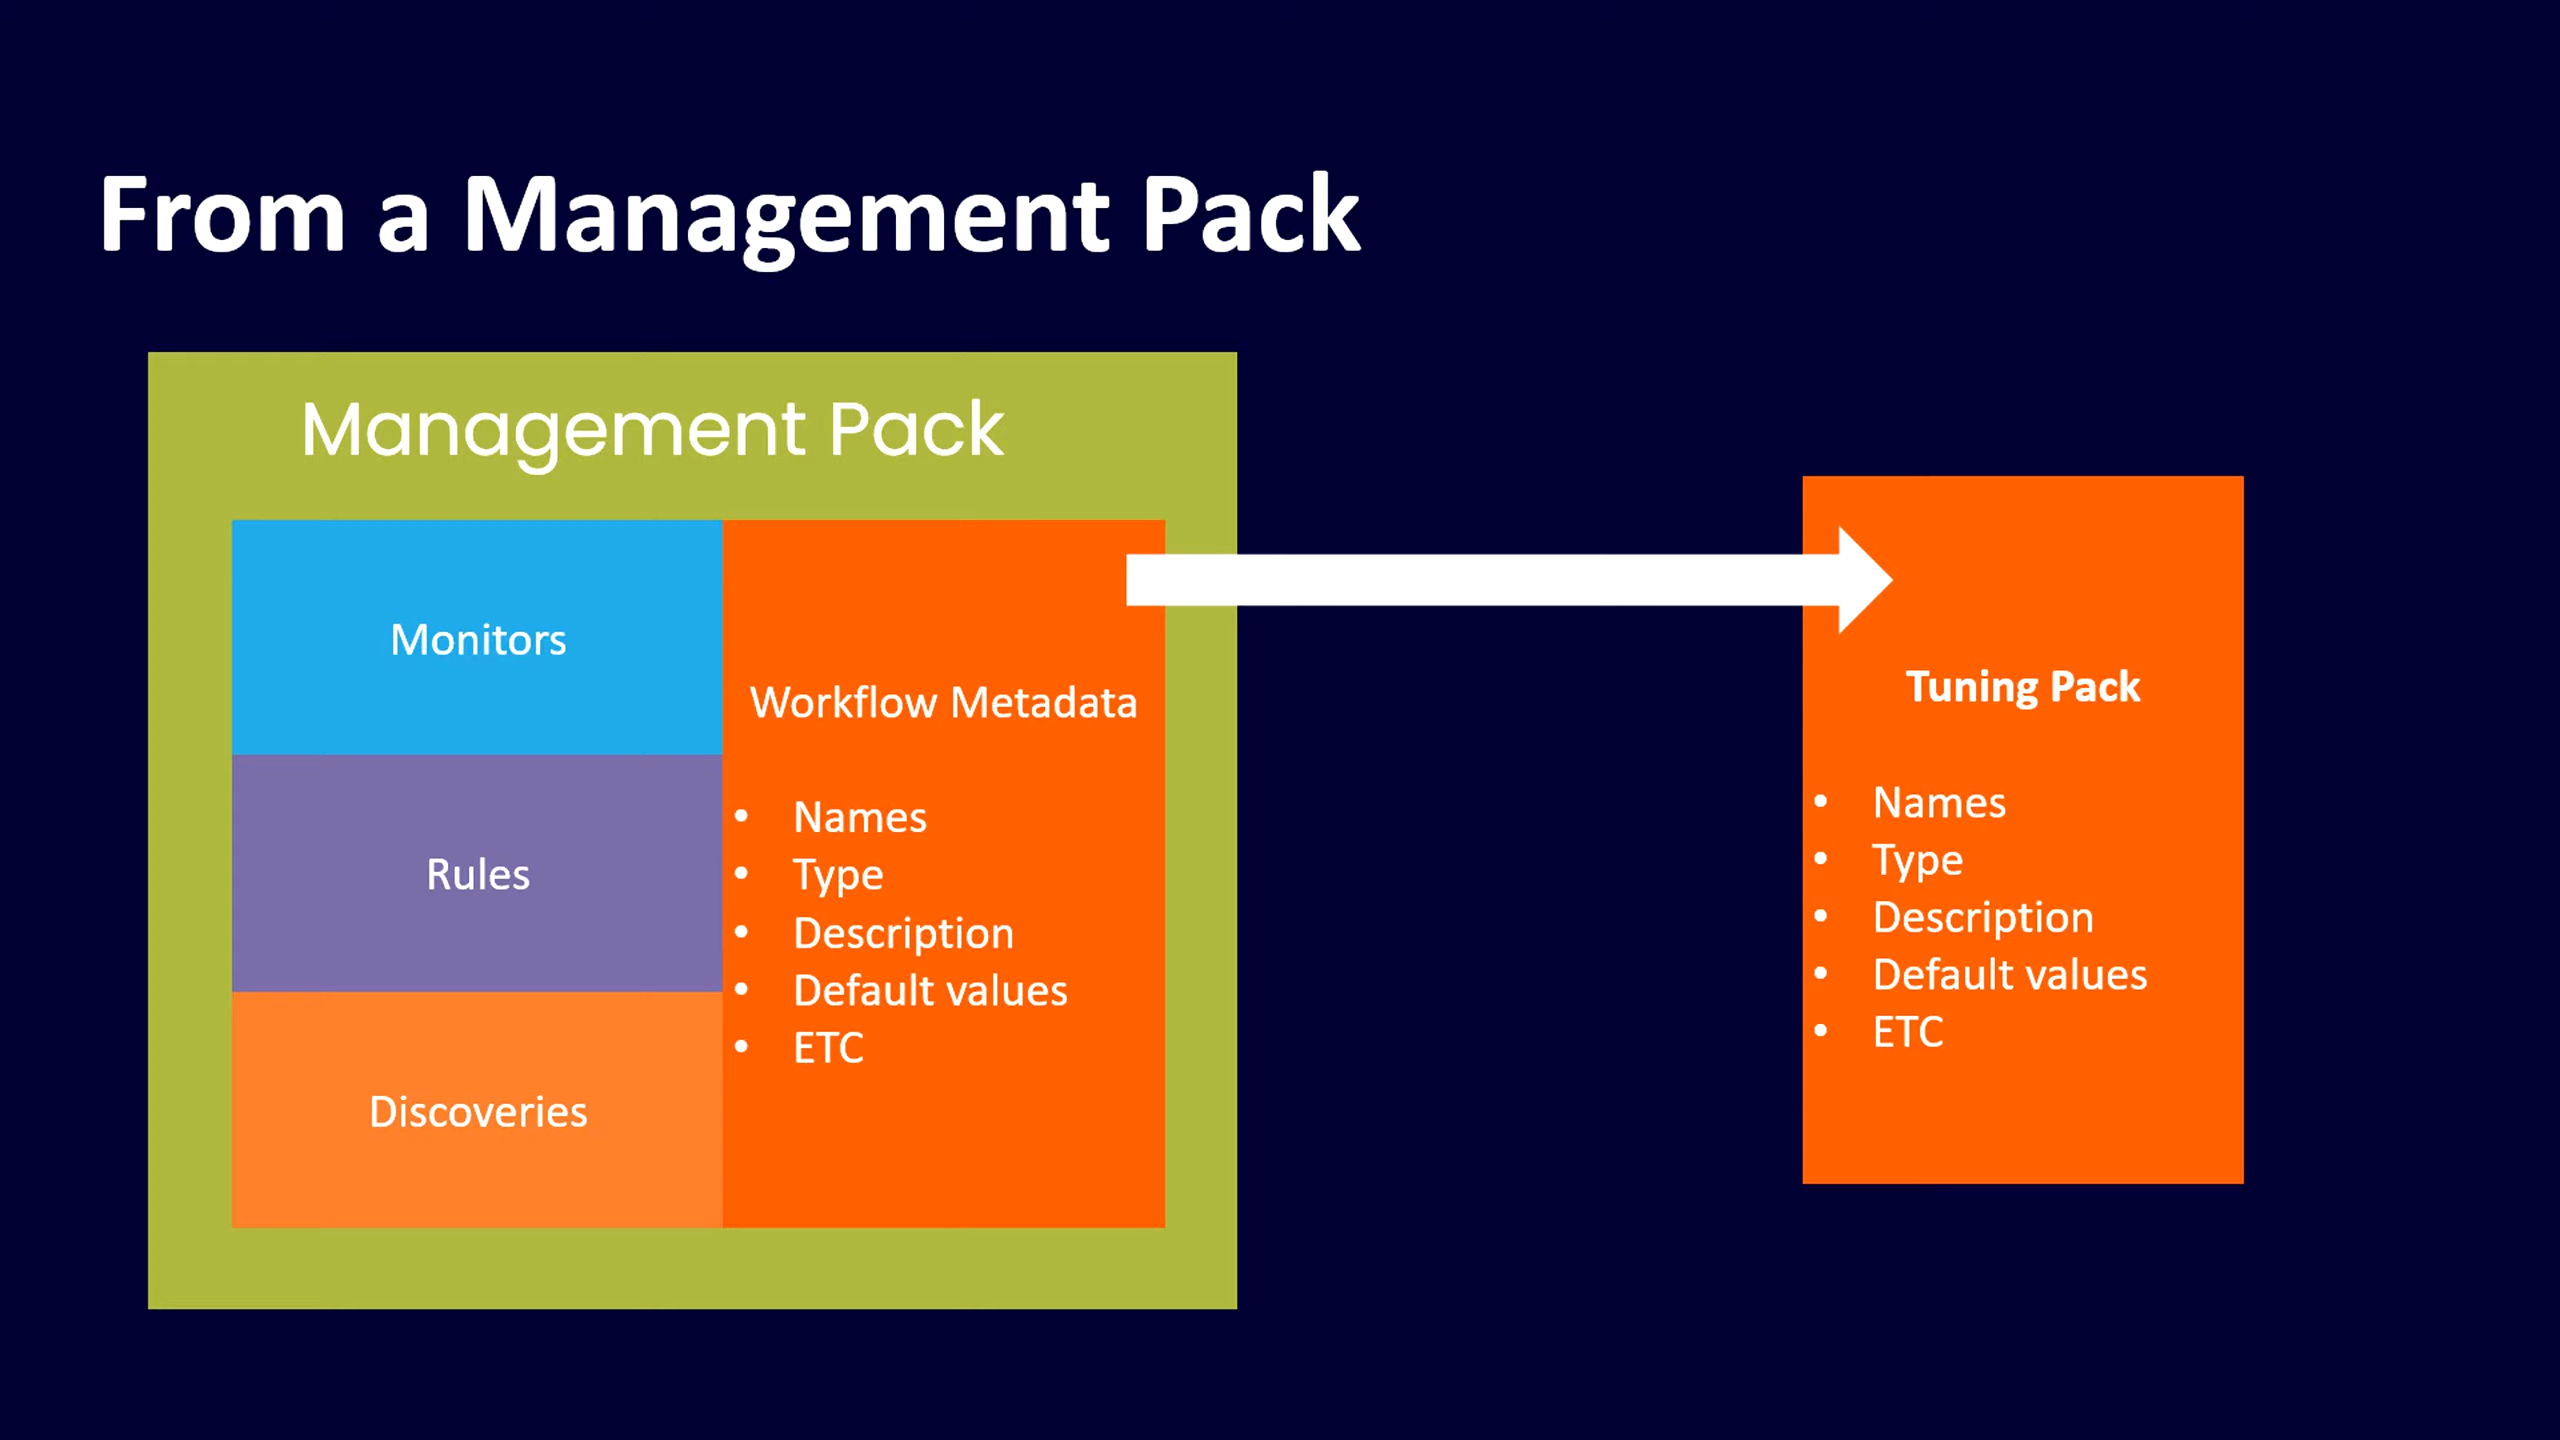 From a Management Pack
Management Pack
Monitors
Rules
Discoveries
Workflow Metadata
• Names
• Type
• Description
• Default values
• ETC
Tuning Pack
• Names
• Type
• Description
• Default values
• ETC